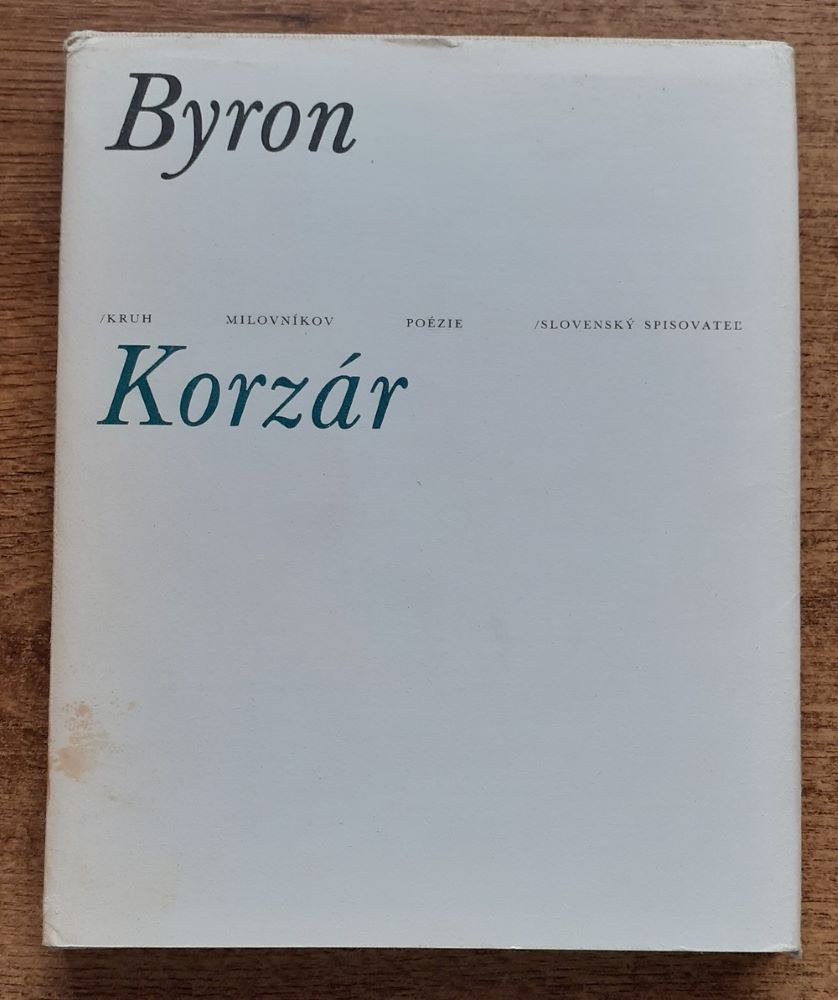 Byron
/KRUH MILOVNÍKOV POÉZIE /SLOVENSKÝ SPISOVATEĽ
Korzár